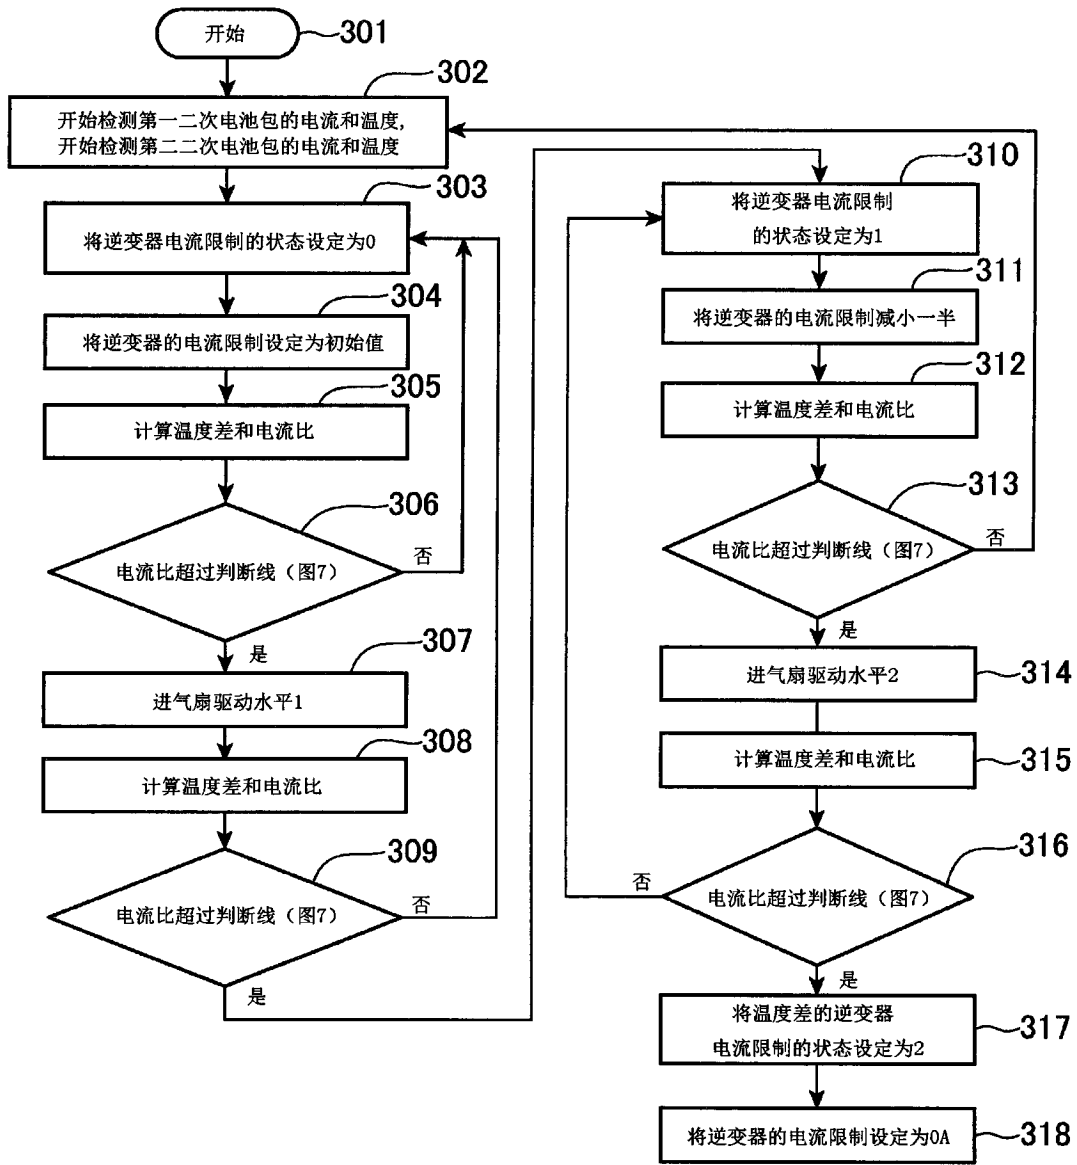 开始
301
302
开始检测第一二次电池包的电流和温度,
开始检测第二二次电池包的电流和温度
303
将逆变器电流限制的状态设定为0
304
将逆变器的电流限制设定为初始值
305
计算温度差和电流比
306
电流比超过判断线（图7）
否
是
307
进气扇驱动水平1
308
计算温度差和电流比
309
电流比超过判断线（图7）
否
是
310
将逆变器电流限制
的状态设定为1
311
将逆变器的电流限制减小一半
312
计算温度差和电流比
313
电流比超过判断线（图7）
否
是
进气扇驱动水平2
314
计算温度差和电流比
315
316
电流比超过判断线（图7）
否
是
将温度差的逆变器
电流限制的状态设定为2
317
将逆变器的电流限制设定为0A
318